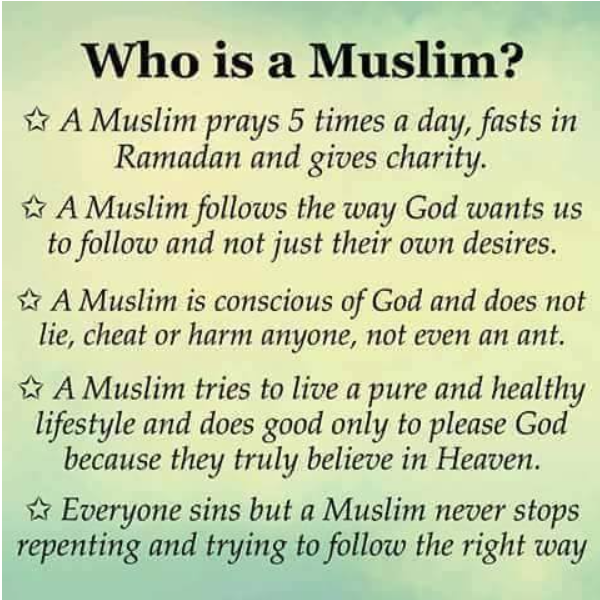 Who is a Muslim?
☆ A Muslim prays 5 times a day, fasts in
Ramadan and gives charity.
☆ A Muslim follows the way God wants us
to follow and not just their own desires.
☆ A Muslim is conscious of God and does not
lie, cheat or harm anyone, not even an ant.
☆ A Muslim tries to live a pure and healthy
lifestyle and does good only to please God
because they truly believe in Heaven.
☆ Everyone sins but a Muslim never stops
repenting and trying to follow the right way